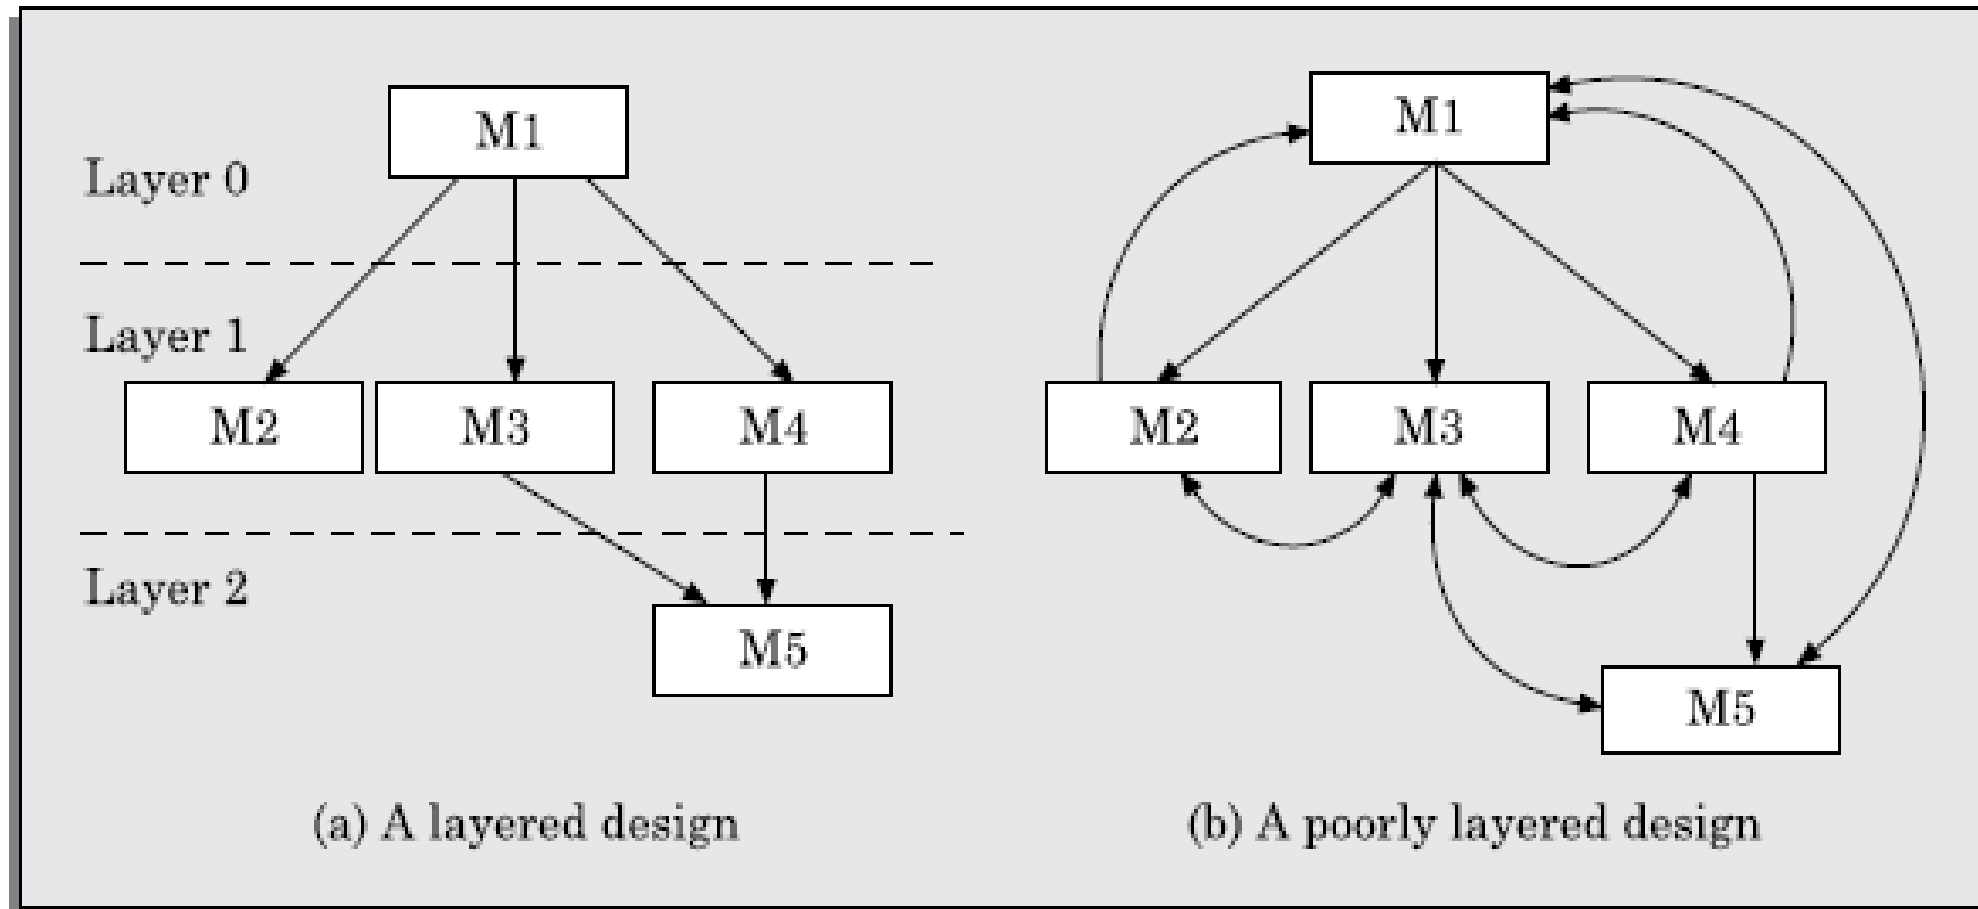 M1
Layer 0
Layer 1
M2
M3
M4
Layer 2
M5
(a) A layered design
M1
M2
M3
M4
M5
(b) A poorly layered design